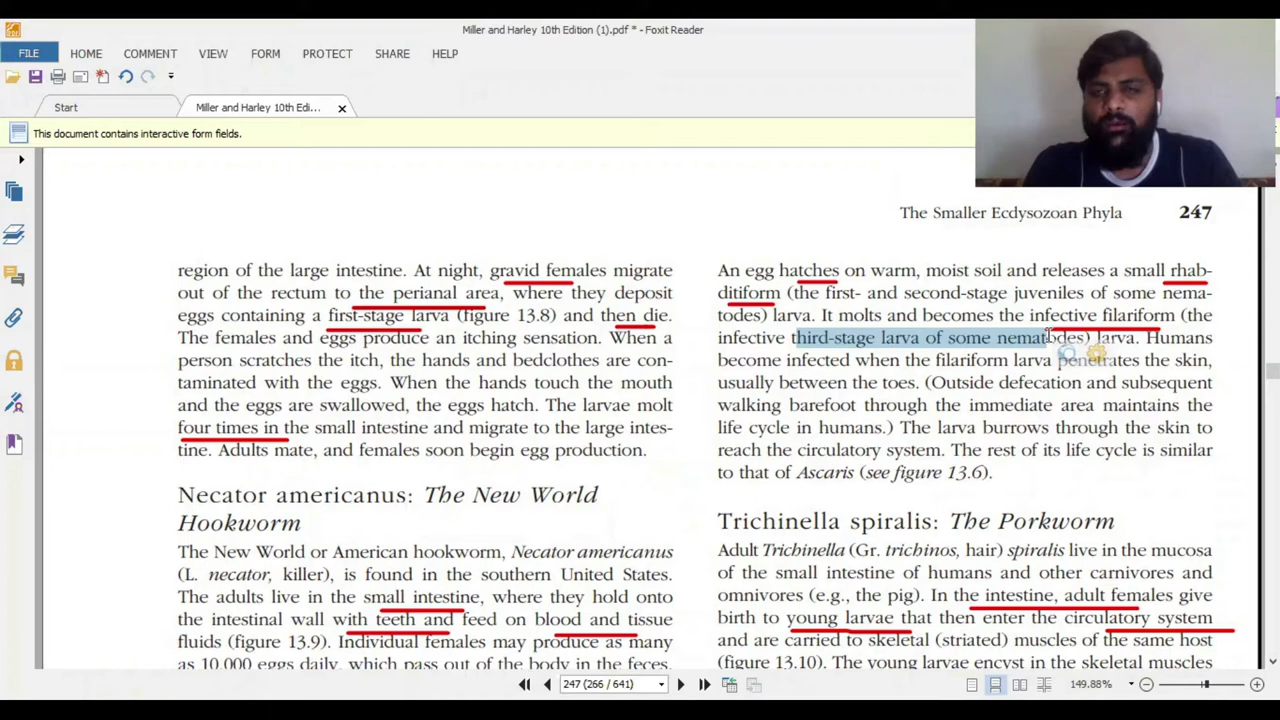 Miller and Harley 10th Edition (1).pdf * - Foxit Reader
FILE HOME COMMENT VIEW FORM PROTECT SHARE HELP
Start Miller and Harley 10th Edi...
This document contains interactive form fields.
The Smaller Ecdysozoan Phyla 247
region of the large intestine. At night, gravid females migrate
out of the rectum to the perianal area, where they deposit
eggs containing a first-stage larva (figure 13.8) and then die.
The females and eggs produce an itching sensation. When a
person scratches the itch, the hands and bedclothes are con-
taminated with the eggs. When the hands touch the mouth
and the eggs are swallowed, the eggs hatch. The larvae molt
four times in the small intestine and migrate to the large intes-
tine. Adults mate, and females soon begin egg production.
Necator americanus: The New World
Hookworm
The New World or American hookworm, Necator americanus
(L. necator, killer), is found in the southern United States.
The adults live in the small intestine, where they hold onto
the intestinal wall with teeth and feed on blood and tissue
fluids (figure 13.9). Individual females may produce as many
as 10,000 eggs daily, which pass out of the body in the feces.
An egg hatches on warm, moist soil and releases a small rhab-
ditiform (the first- and second-stage juveniles of some nema-
todes) larva. It molts and becomes the infective filariform (the
infective third-stage larva of some nematodes) larva. Humans
become infected when the filariform larva penetrates the skin,
usually between the toes. (Outside defecation and subsequent
walking barefoot through the immediate area maintains the
life cycle in humans.) The larva burrows through the skin to
reach the circulatory system. The rest of its life cycle is similar
to that of Ascaris (see figure 13.6).
Trichinella spiralis: The Porkworm
Adult Trichinella (Gr. trichinos, hair) spiralis live in the mucosa
of the small intestine of humans and other carnivores and
omnivores (e.g., the pig). In the intestine, adult females give
birth to young larvae that then enter the circulatory system
and are carried to skeletal (striated) muscles of the same host
(figure 13.10). The young larvae encyst in the skeletal muscles
247 (266 / 641) 149.88%